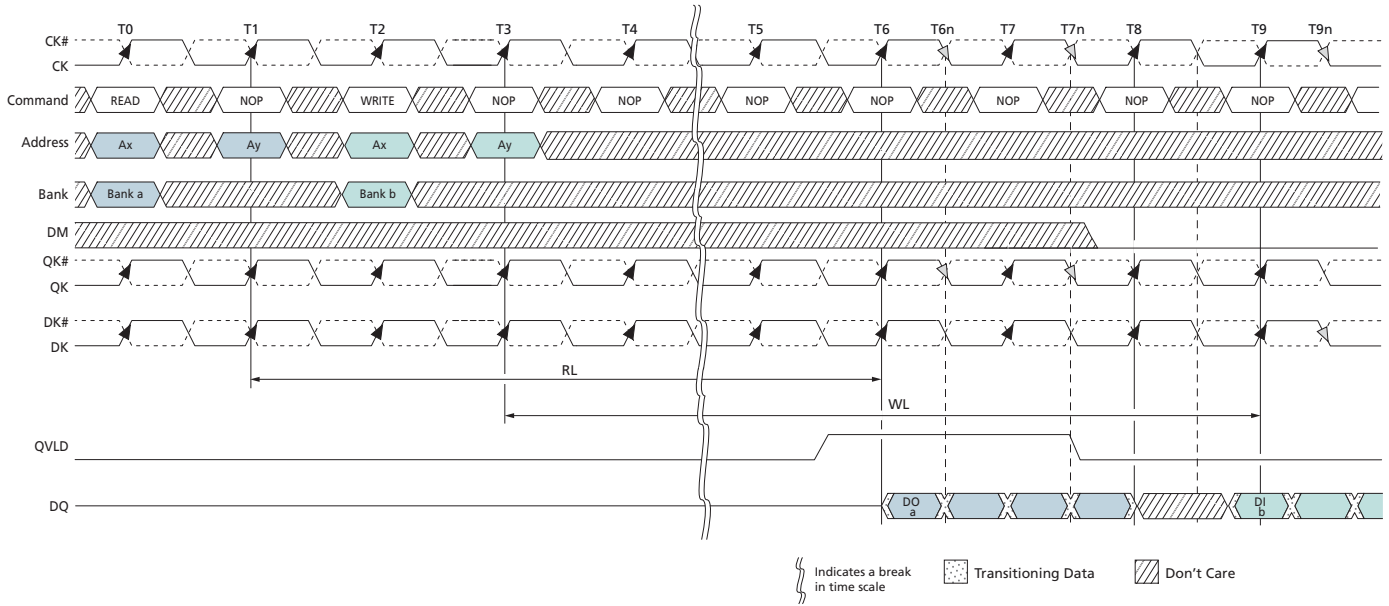 T0 T1 T2 T3 T4 T5 T6 T6n T7 T7n T8 T9 T9n
CK#
CK
Command READ NOP WRITE NOP NOP NOP NOP NOP NOP NOP
Address Ax Ay Ax Ay
Bank Bank a Bank b
DM
QK#
QK
DK#
DK
RL
WL
QVLD
DQ DO a DI b
Indicates a break
in time scale
Transitioning Data
Don't Care